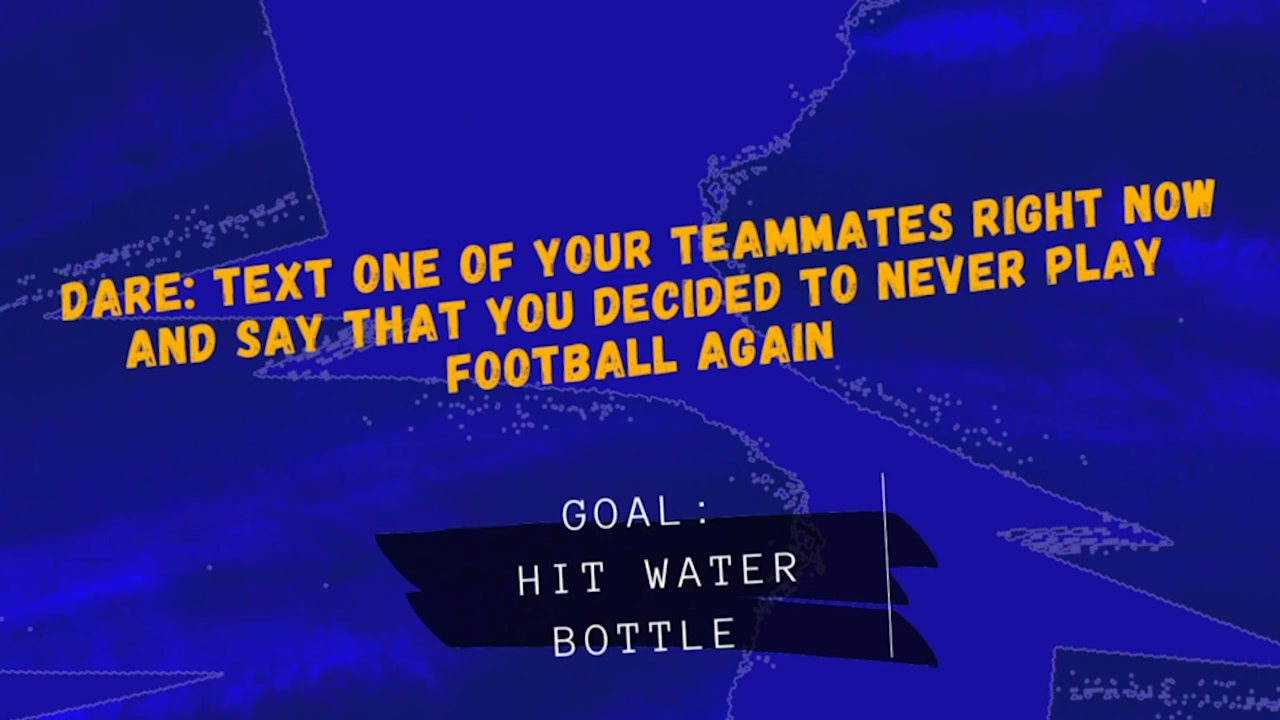 DARE: TEXT ONE OF YOUR TEAMMATES RIGHT NOW
AND SAY THAT YOU DECIDED TO NEVER PLAY
FOOTBALL AGAIN
GOAL:
HIT WATER
BOTTLE